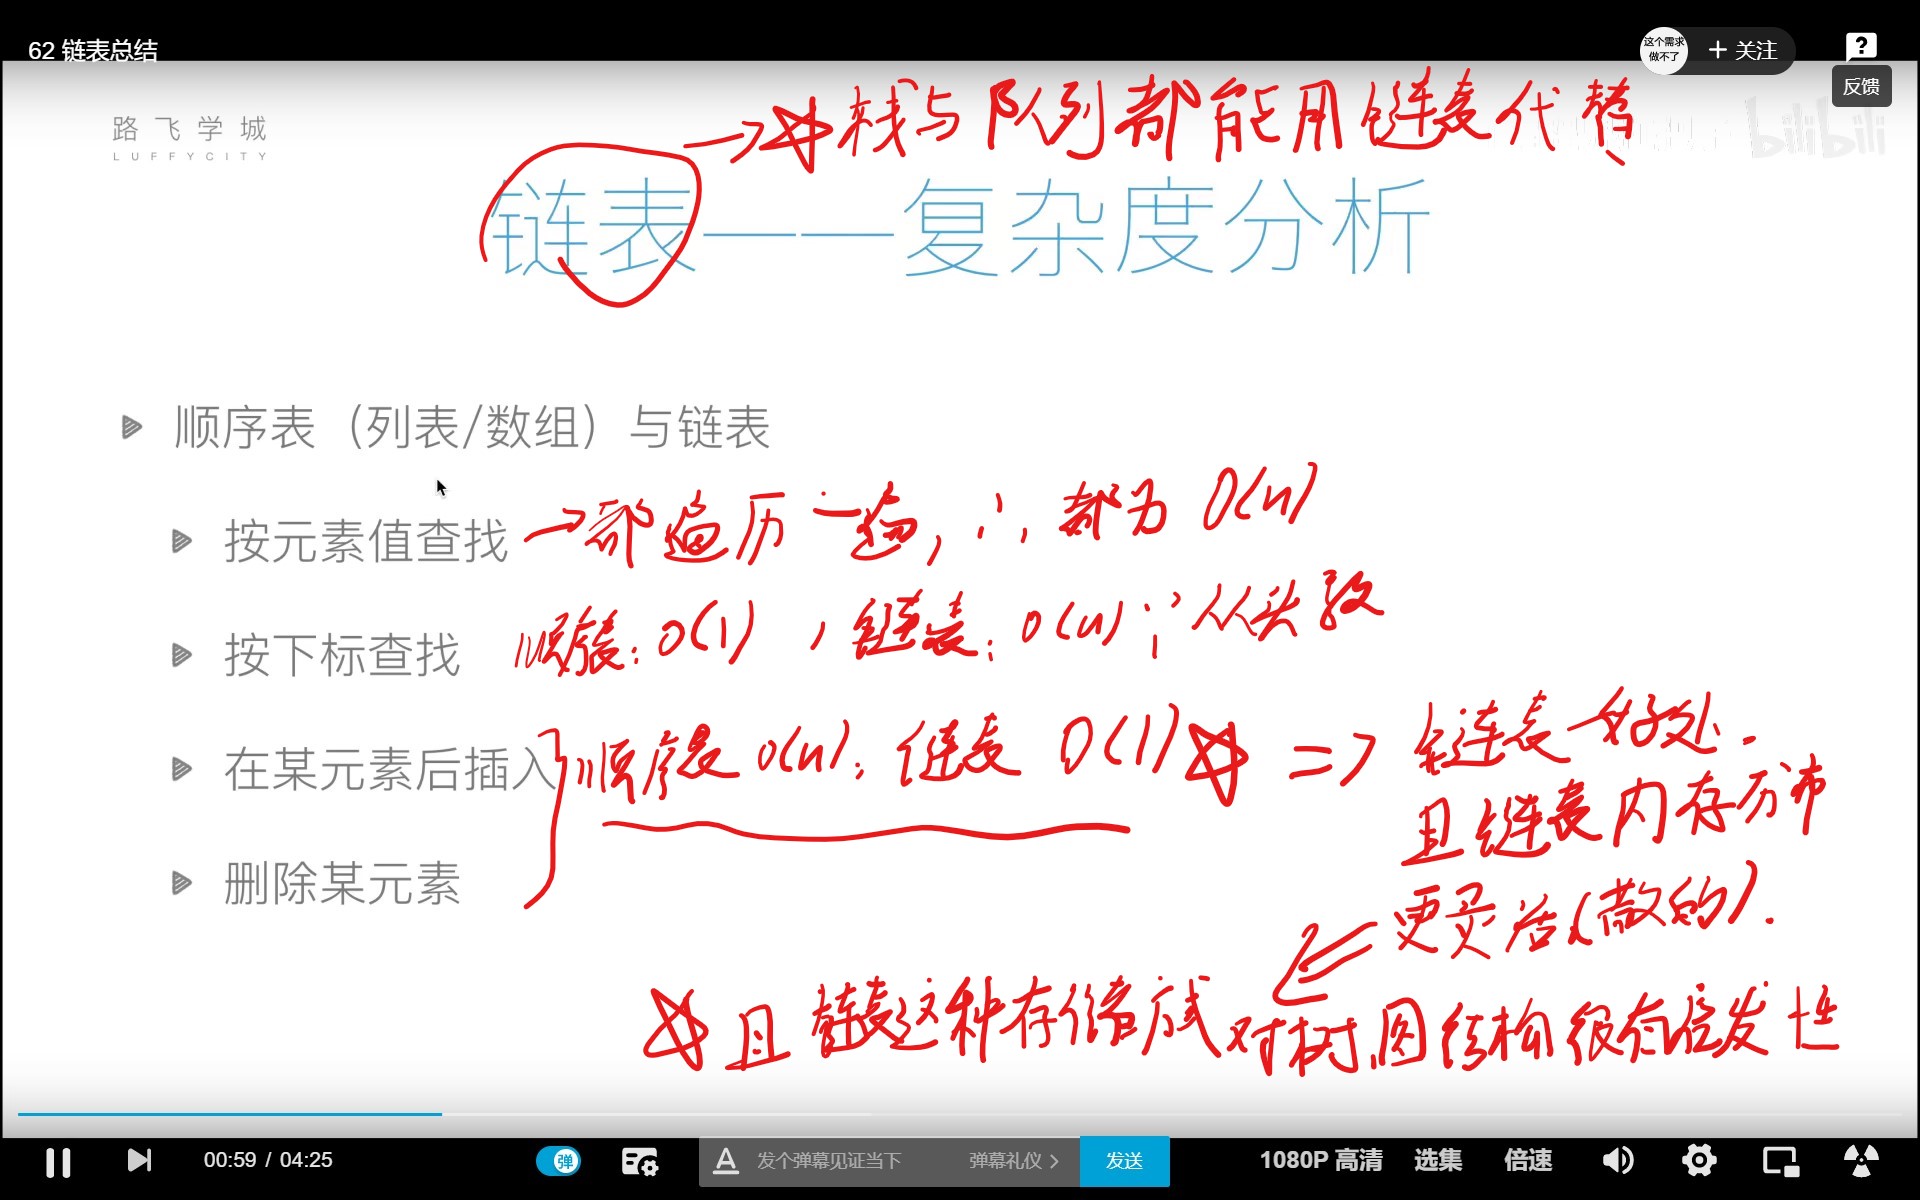 62 链表总结
这个需求
做不了
+ 关注
反馈
路飞学城
LUFFYCITY
bilibili
→☆栈与队列都能用链表代替
链表——复杂度分析
顺序表（列表/数组）与链表
按元素值查找 →都遍历一遍, ∴都为 O(n)
按下标查找 顺序表: O(1) , 链表: O(n) ∵从头数
在某元素后插入 顺序表 O(n); 链表 O(1) ☆ => 链表好处.
且链表内存分布
删除某元素
更灵活(散的).
☆且链表这种存储方式对树,图结构很有启发性
00:59 / 04:25
弹
发个弹幕见证当下
弹幕礼仪 >
发送
1080P 高清
选集
倍速